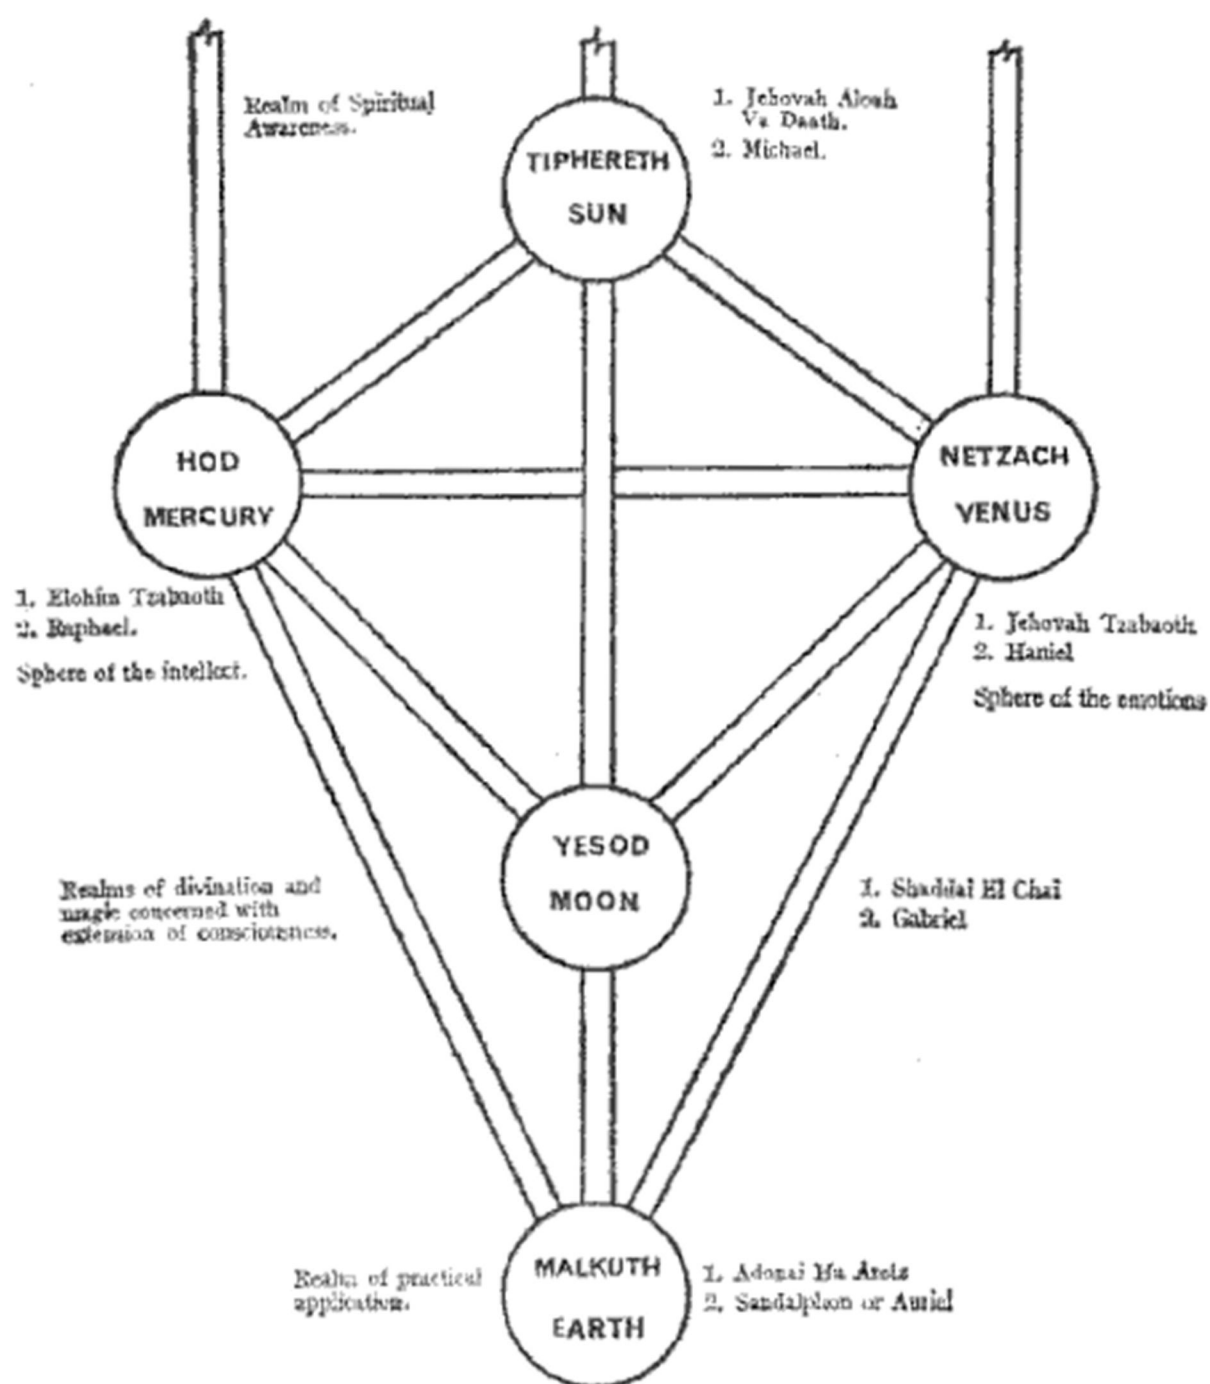 Realm of Spiritual
Awareness.
1. Jehovah Aloah
Va Daath.
2. Michael.
TIPHERETH
SUN
HOD
MERCURY
NETZACH
VENUS
1. Elohim Tzabaoth
2. Raphael.
Sphere of the intellect.
1. Jehovah Tzabaoth
2. Haniel
Sphere of the emotions
YESOD
MOON
Realms of divination and
magic concerned with
extension of consciousness.
1. Shaddai El Chai
2. Gabriel
MALKUTH
EARTH
Realm of practical
application.
1. Adonai Ha Aretz
2. Sandalphon or Auriel